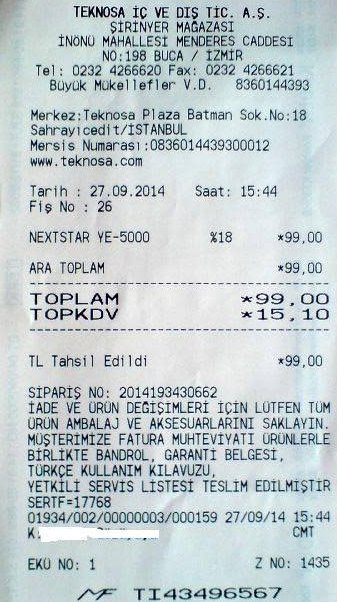 TEKNOSA İÇ VE DIŞ TİC. A.Ş.
ŞİRİNYER MAĞAZASI
İNÖNÜ MAHALLESİ MENDERES CADDESİ
NO:198 BUCA / İZMİR
Tel: 0232 4266620 Fax: 0232 4266621
Büyük Mükellefler V.D. 8360144393
Merkez:Teknosa Plaza Batman Sok.No:18
Sahrayıcedit/İSTANBUL
Mersis Numarası:0836014439300012
www.teknosa.com
Tarih : 27.09.2014 Saat: 15:44
Fiş No : 26
NEXTSTAR YE-5000 %18 *99,00
ARA TOPLAM *99,00
TOPLAM *99,00
TOPKDV *15,10
TL Tahsil Edildi *99,00
SİPARİŞ NO: 2014193430662
İADE VE ÜRÜN DEĞİŞİMLERİ İÇİN LÜTFEN TÜM
ÜRÜN AMBALAJ VE AKSESUARLARINI SAKLAYIN.
MÜŞTERİMİZE FATURA MUHTEVİYATI ÜRÜNLERLE
BİRLİKTE BANDROL, GARANTİ BELGESİ,
TÜRKÇE KULLANIM KILAVUZU,
YETKİLİ SERVİS LİSTESİ TESLİM EDİLMİŞTİR
SERTF=17768
01934/002/00000003/000159 27/09/14 15:44
K: CMT
EKÜ NO: 1 Z NO: 1435
MF TI43496567